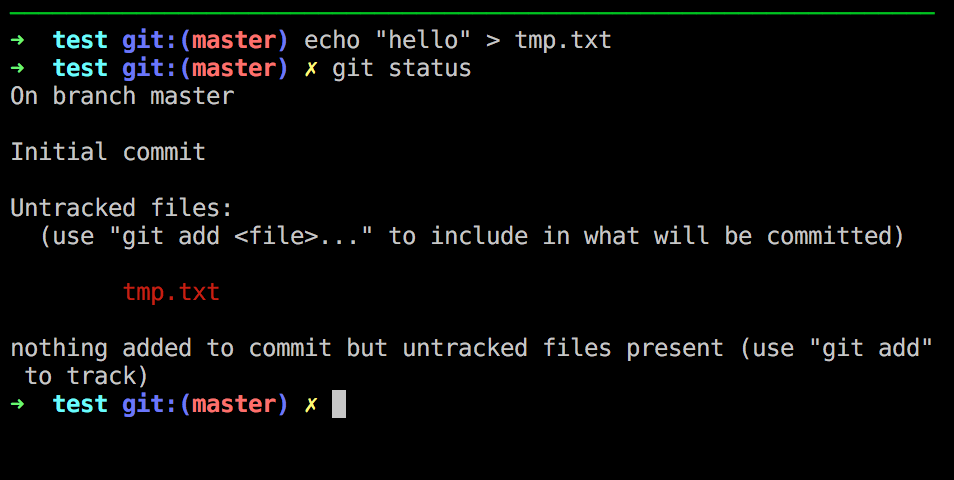 ➜  test git:(master) echo "hello" > tmp.txt
➜  test git:(master) ✗ git status
On branch master
Initial commit
Untracked files:
  (use "git add <file>..." to include in what will be committed)
        tmp.txt
nothing added to commit but untracked files present (use "git add"
 to track)
➜  test git:(master) ✗